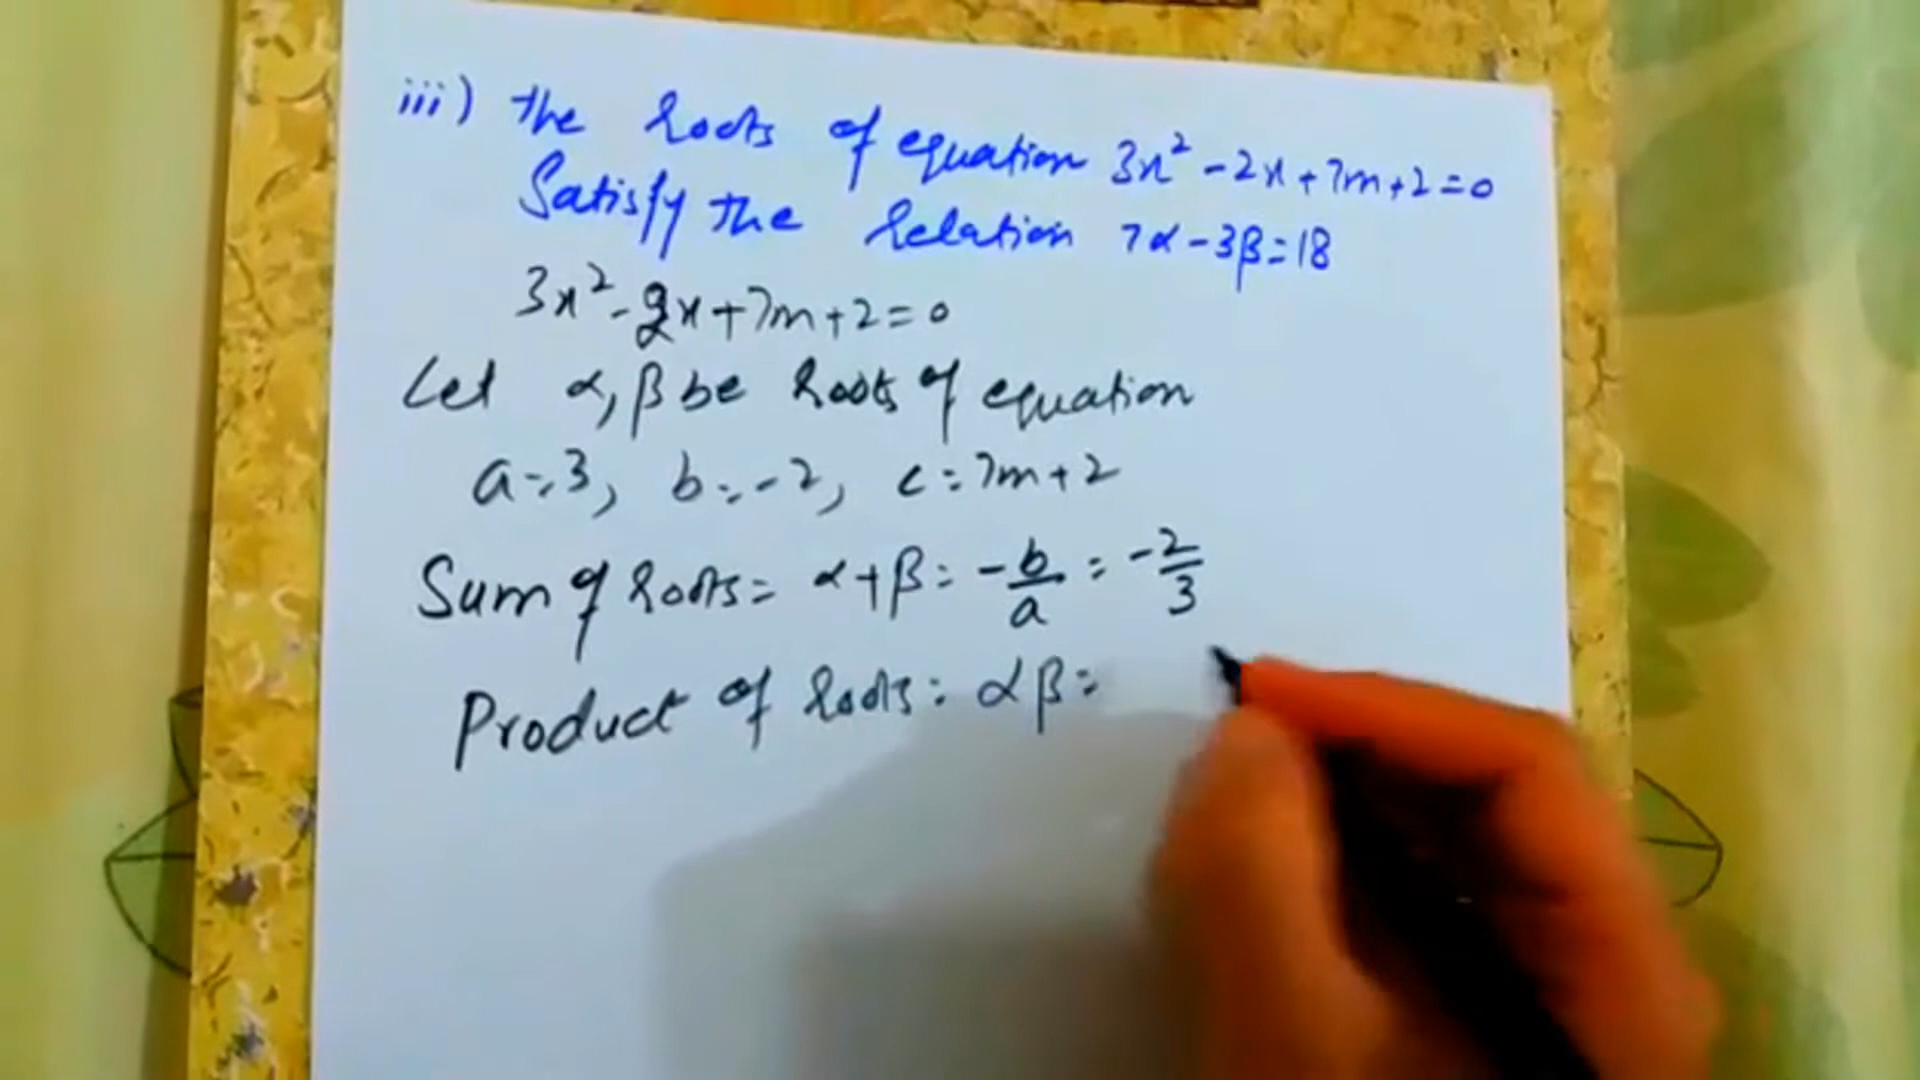 iii) The Roots of equation 3x² - 2x + 7m + 2 = 0
Satisfy the Relation 7α - 3β = 18
3x² - 2x + 7m + 2 = 0
Let α, β be Roots of equation
a = 3, b = -2, c = 7m + 2
Sum of Roots = α + β = -b/a = -2/3
Product of Roots = αβ =